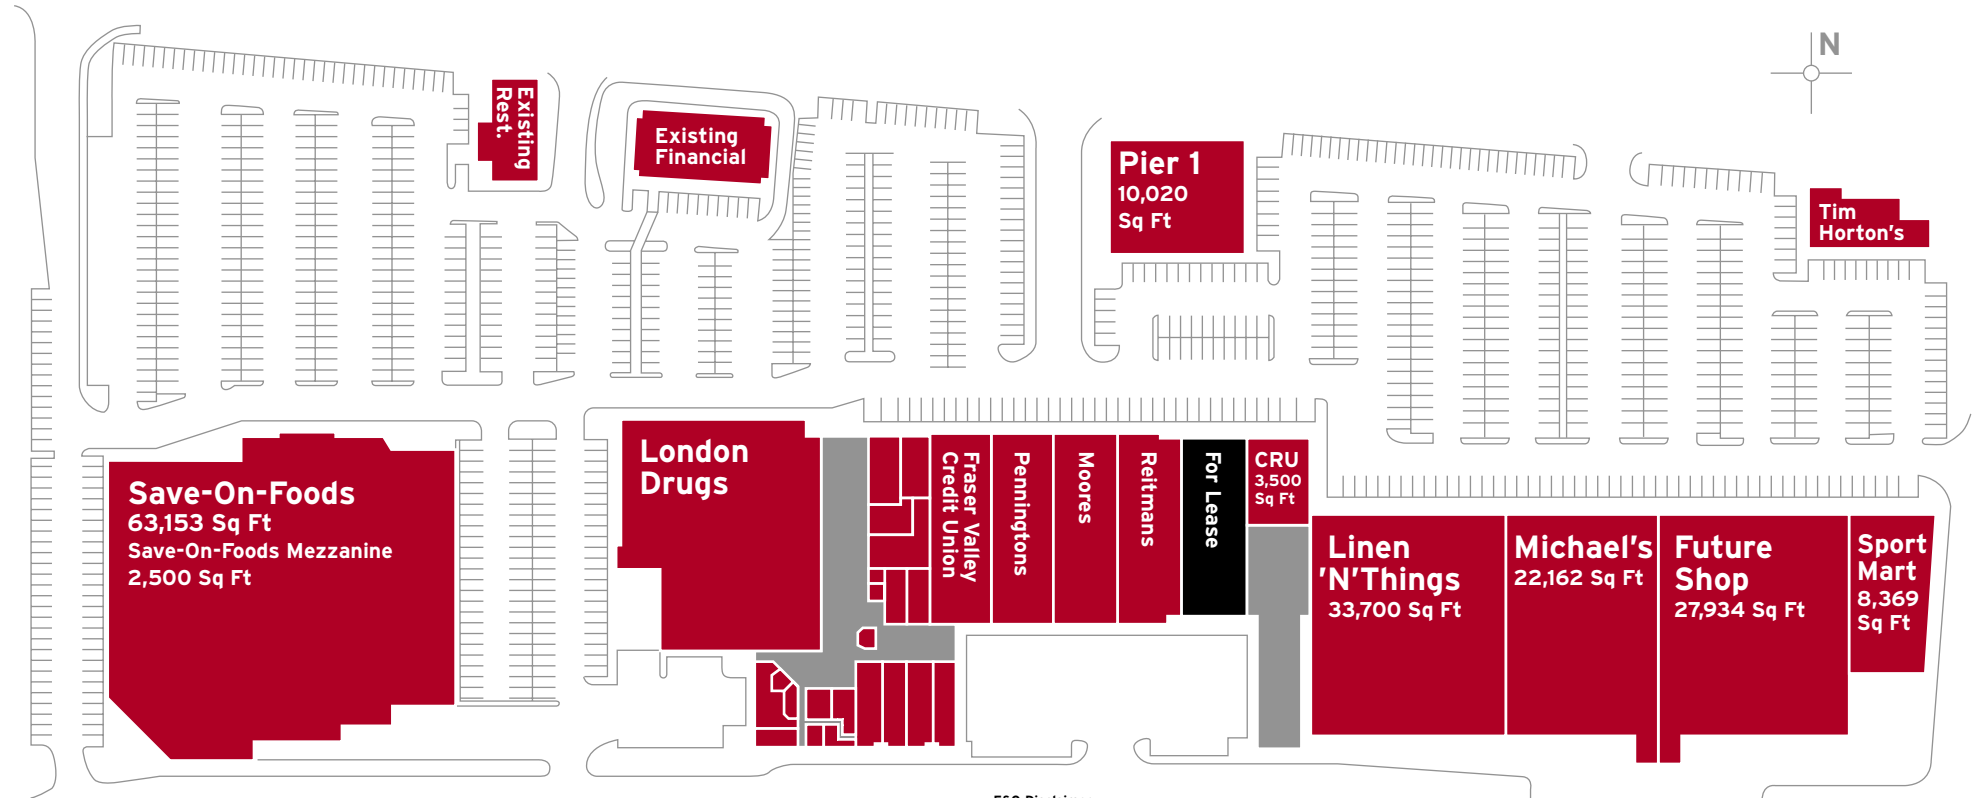 N
Existing
Rest.
Existing
Financial
Pier 1
10,020
Sq Ft
Tim
Horton's
Save-On-Foods
63,153 Sq Ft
Save-On-Foods Mezzanine
2,500 Sq Ft
London
Drugs
Fraser Valley
Credit Union
Penningtons
Moores
Reitmans
For Lease
CRU
3,500
Sq Ft
Linen
'N'Things
33,700 Sq Ft
Michael's
22,162 Sq Ft
Future
Shop
27,934 Sq Ft
Sport
Mart
8,369
Sq Ft